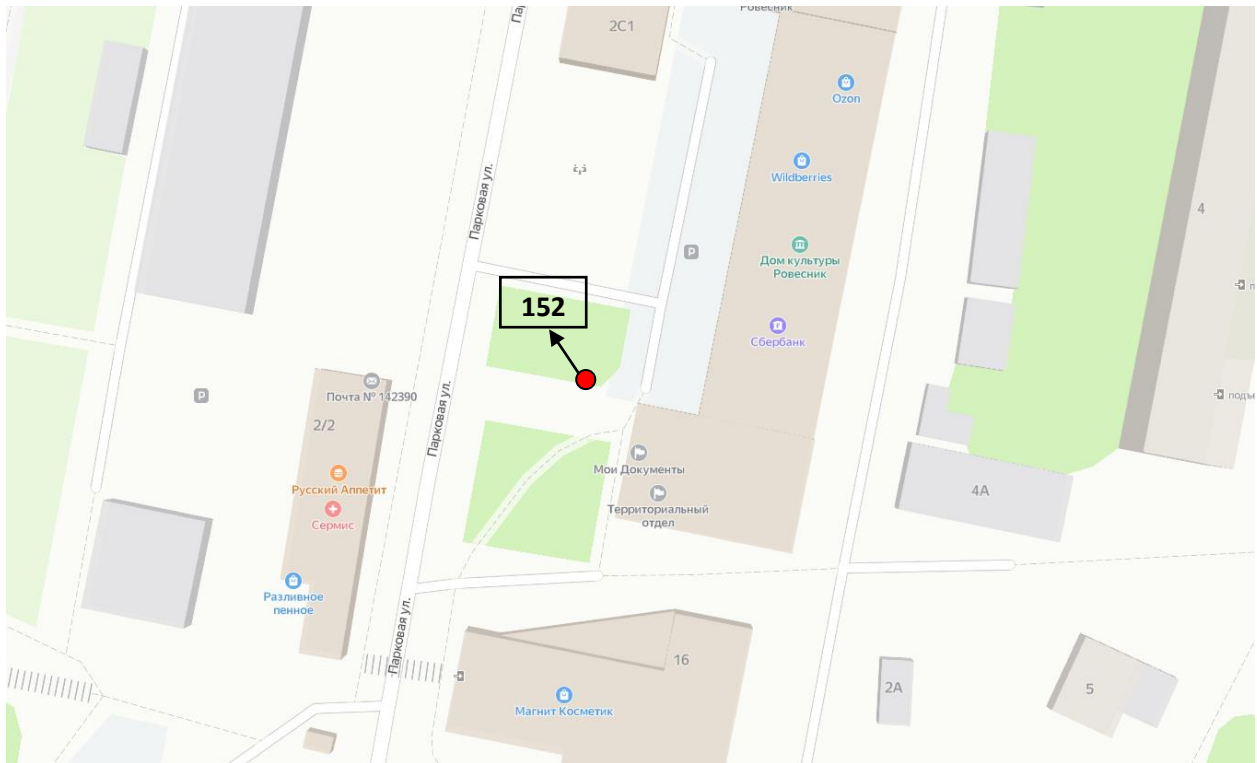 Ровесник
2С1
Ozon
Wildberries
Парковая ул.
4
Дом культуры
Ровесник
P
152
Сбербанк
Почта № 142390
P
2/2
Парковая ул.
Мои Документы
Русский Аппетит
Сермис
Территориальный
отдел
4А
Разливное
пенное
Парковая ул.
16
2А
5
Магнит Косметик